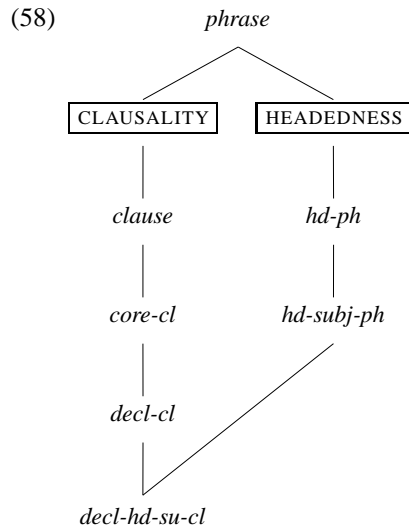 (58) phrase
CLAUSALITY HEADEDNESS
clause hd-ph
core-cl hd-subj-ph
decl-cl
decl-hd-su-cl